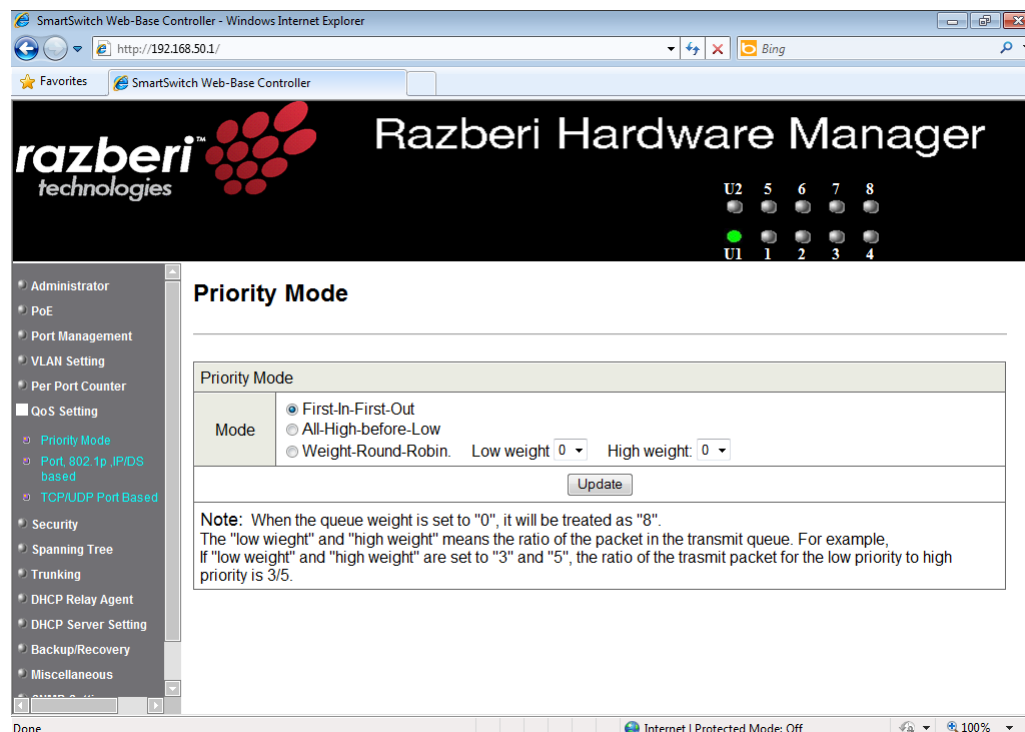 SmartSwitch Web-Base Controller - Windows Internet Explorer
http://192.168.50.1/
Bing
Favorites
SmartSwitch Web-Base Controller
razberi™
technologies
Razberi Hardware Manager
U2 5 6 7 8
U1 1 2 3 4
Administrator
PoE
Port Management
VLAN Setting
Per Port Counter
QoS Setting
Priority Mode
Port, 802.1p ,IP/DS
based
TCP/UDP Port Based
Security
Spanning Tree
Trunking
DHCP Relay Agent
DHCP Server Setting
Backup/Recovery
Miscellaneous
Priority Mode
Priority Mode
Mode
First-In-First-Out
All-High-before-Low
Weight-Round-Robin. Low weight 0 High weight: 0
Update
Note: When the queue weight is set to "0", it will be treated as "8".
The "low wieght" and "high weight" means the ratio of the packet in the transmit queue. For example,
If "low weight" and "high weight" are set to "3" and "5", the ratio of the trasmit packet for the low priority to high
priority is 3/5.
Done
Internet | Protected Mode: Off
100%